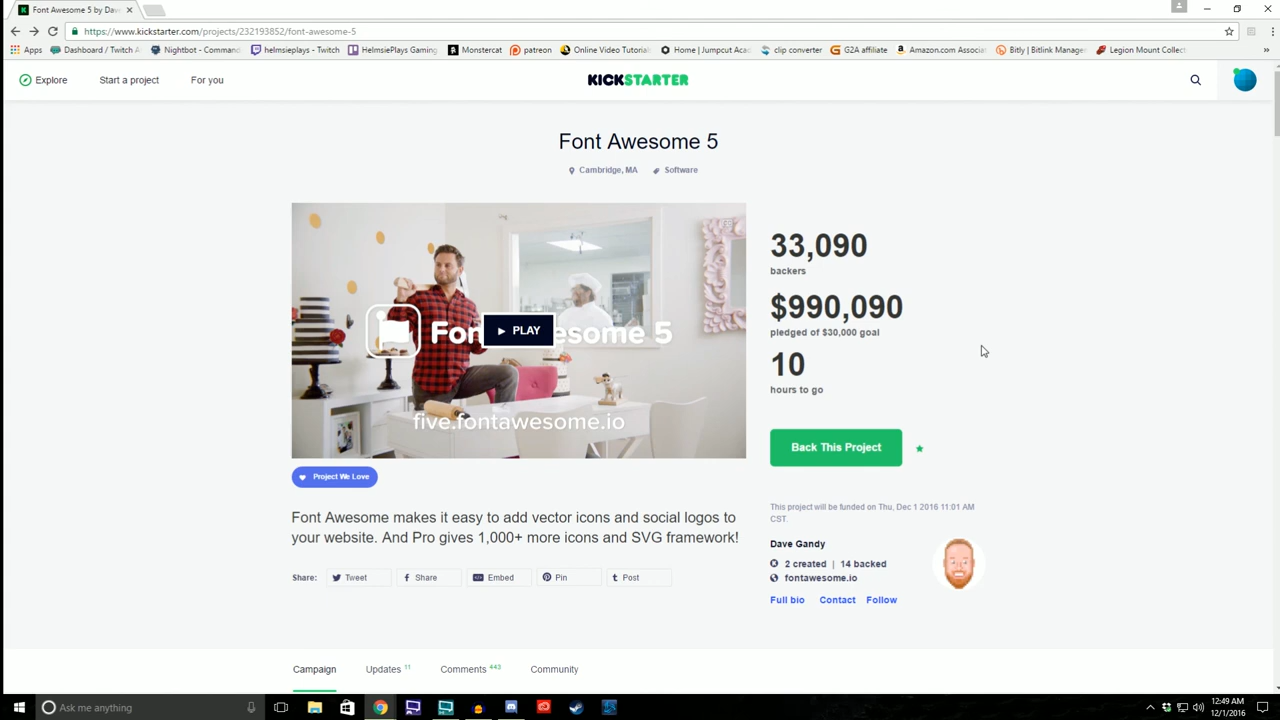 Font Awesome 5 by Dav
https://www.kickstarter.com/projects/232193852/font-awesome-5
Apps Dashboard / Twitch A Nightbot - Comman helmsieplays - Twitch HelmsiePlays Gaming Monstercat patreon Online Video Tutorial Home | Jumpcut Acad clip converter G2A affiliate Amazon.com Associat Bitly | Bitlink Manage Legion Mount Collect »
Explore Start a project For you KICKSTARTER
Font Awesome 5
Cambridge, MA Software
33,090
backers
$990,090
pledged of $30,000 goal
10
hours to go
Fon esome 5
PLAY
five.fontawesome.io
Back This Project
Project We Love
This project will be funded on Thu, Dec 1 2016 11:01 AM
CST.
Font Awesome makes it easy to add vector icons and social logos to
your website. And Pro gives 1,000+ more icons and SVG framework!
Dave Gandy
2 created | 14 backed
fontawesome.io
Full bio Contact Follow
Share: Tweet Share Embed Pin Post
Campaign Updates 11 Comments 443 Community
Ask me anything
12:49 AM
12/1/2016